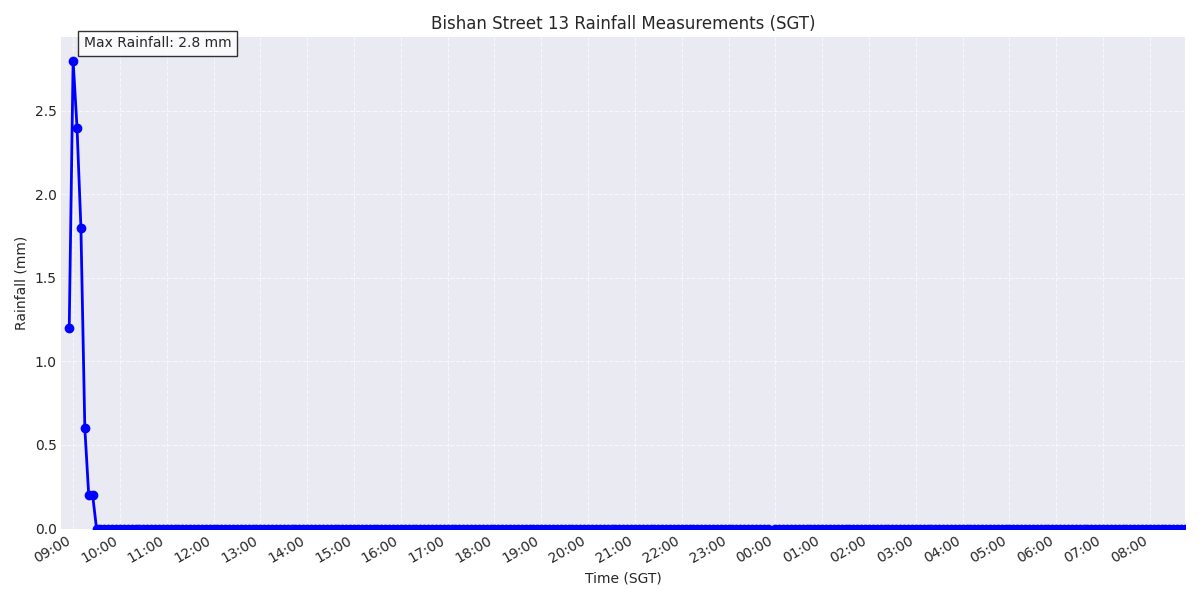 Bishan Street 13 Rainfall Measurements (SGT)
Max Rainfall: 2.8 mm
2.5
2.0
1.5
1.0
0.5
0.0
Rainfall (mm)
09:00 10:00 11:00 12:00 13:00 14:00 15:00 16:00 17:00 18:00 19:00 20:00 21:00 22:00 23:00 00:00 01:00 02:00 03:00 04:00 05:00 06:00 07:00 08:00
Time (SGT)